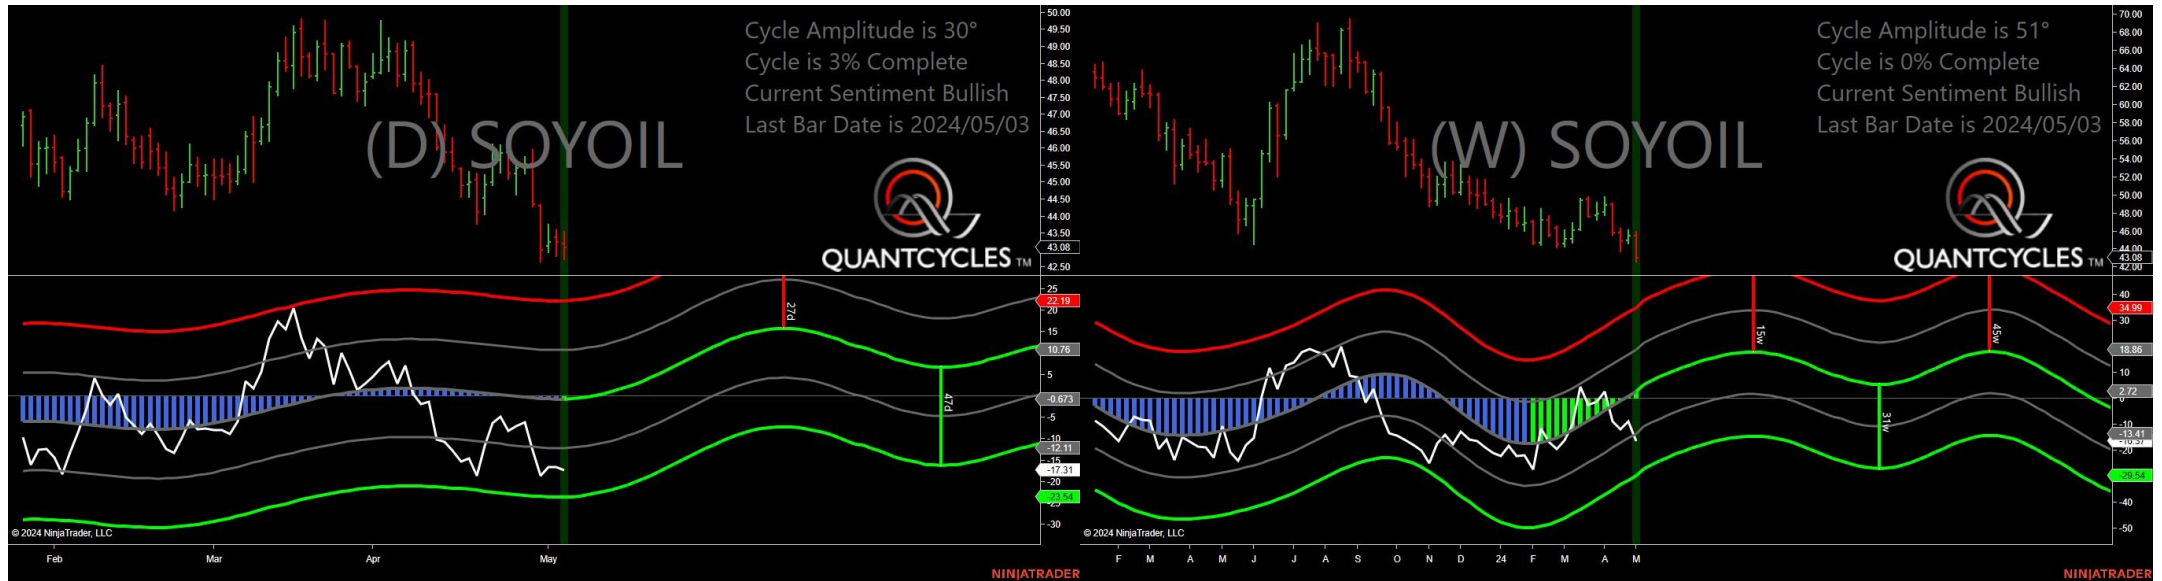 Cycle Amplitude is 30°
Cycle is 3% Complete
Current Sentiment Bullish
Last Bar Date is 2024/05/03
(D) SOYOIL
QUANTCYCLES TM
50.00
49.50
49.00
48.50
48.00
47.50
47.00
46.50
46.00
45.50
45.00
44.50
44.00
43.50
43.08
42.50
27d
47d
25
22.19
20
15
10.76
5
-0.673
-5
-10
-12.11
-15
-17.31
-20
-23.54
-30
© 2024 NinjaTrader, LLC
Feb Mar Apr May
NINJATRADER
Cycle Amplitude is 51°
Cycle is 0% Complete
Current Sentiment Bullish
Last Bar Date is 2024/05/03
(W) SOYOIL
QUANTCYCLES TM
70.00
68.00
66.00
64.00
62.00
60.00
58.00
56.00
54.00
52.00
50.00
48.00
46.00
44.00
43.08
42.00
15w
31w
45w
40
34.99
30
18.86
10
2.72
-10
-13.41
-20
-29.54
-40
-50
© 2024 NinjaTrader, LLC
F M A M J J A S O N D 24 F M A M
NINJATRADER